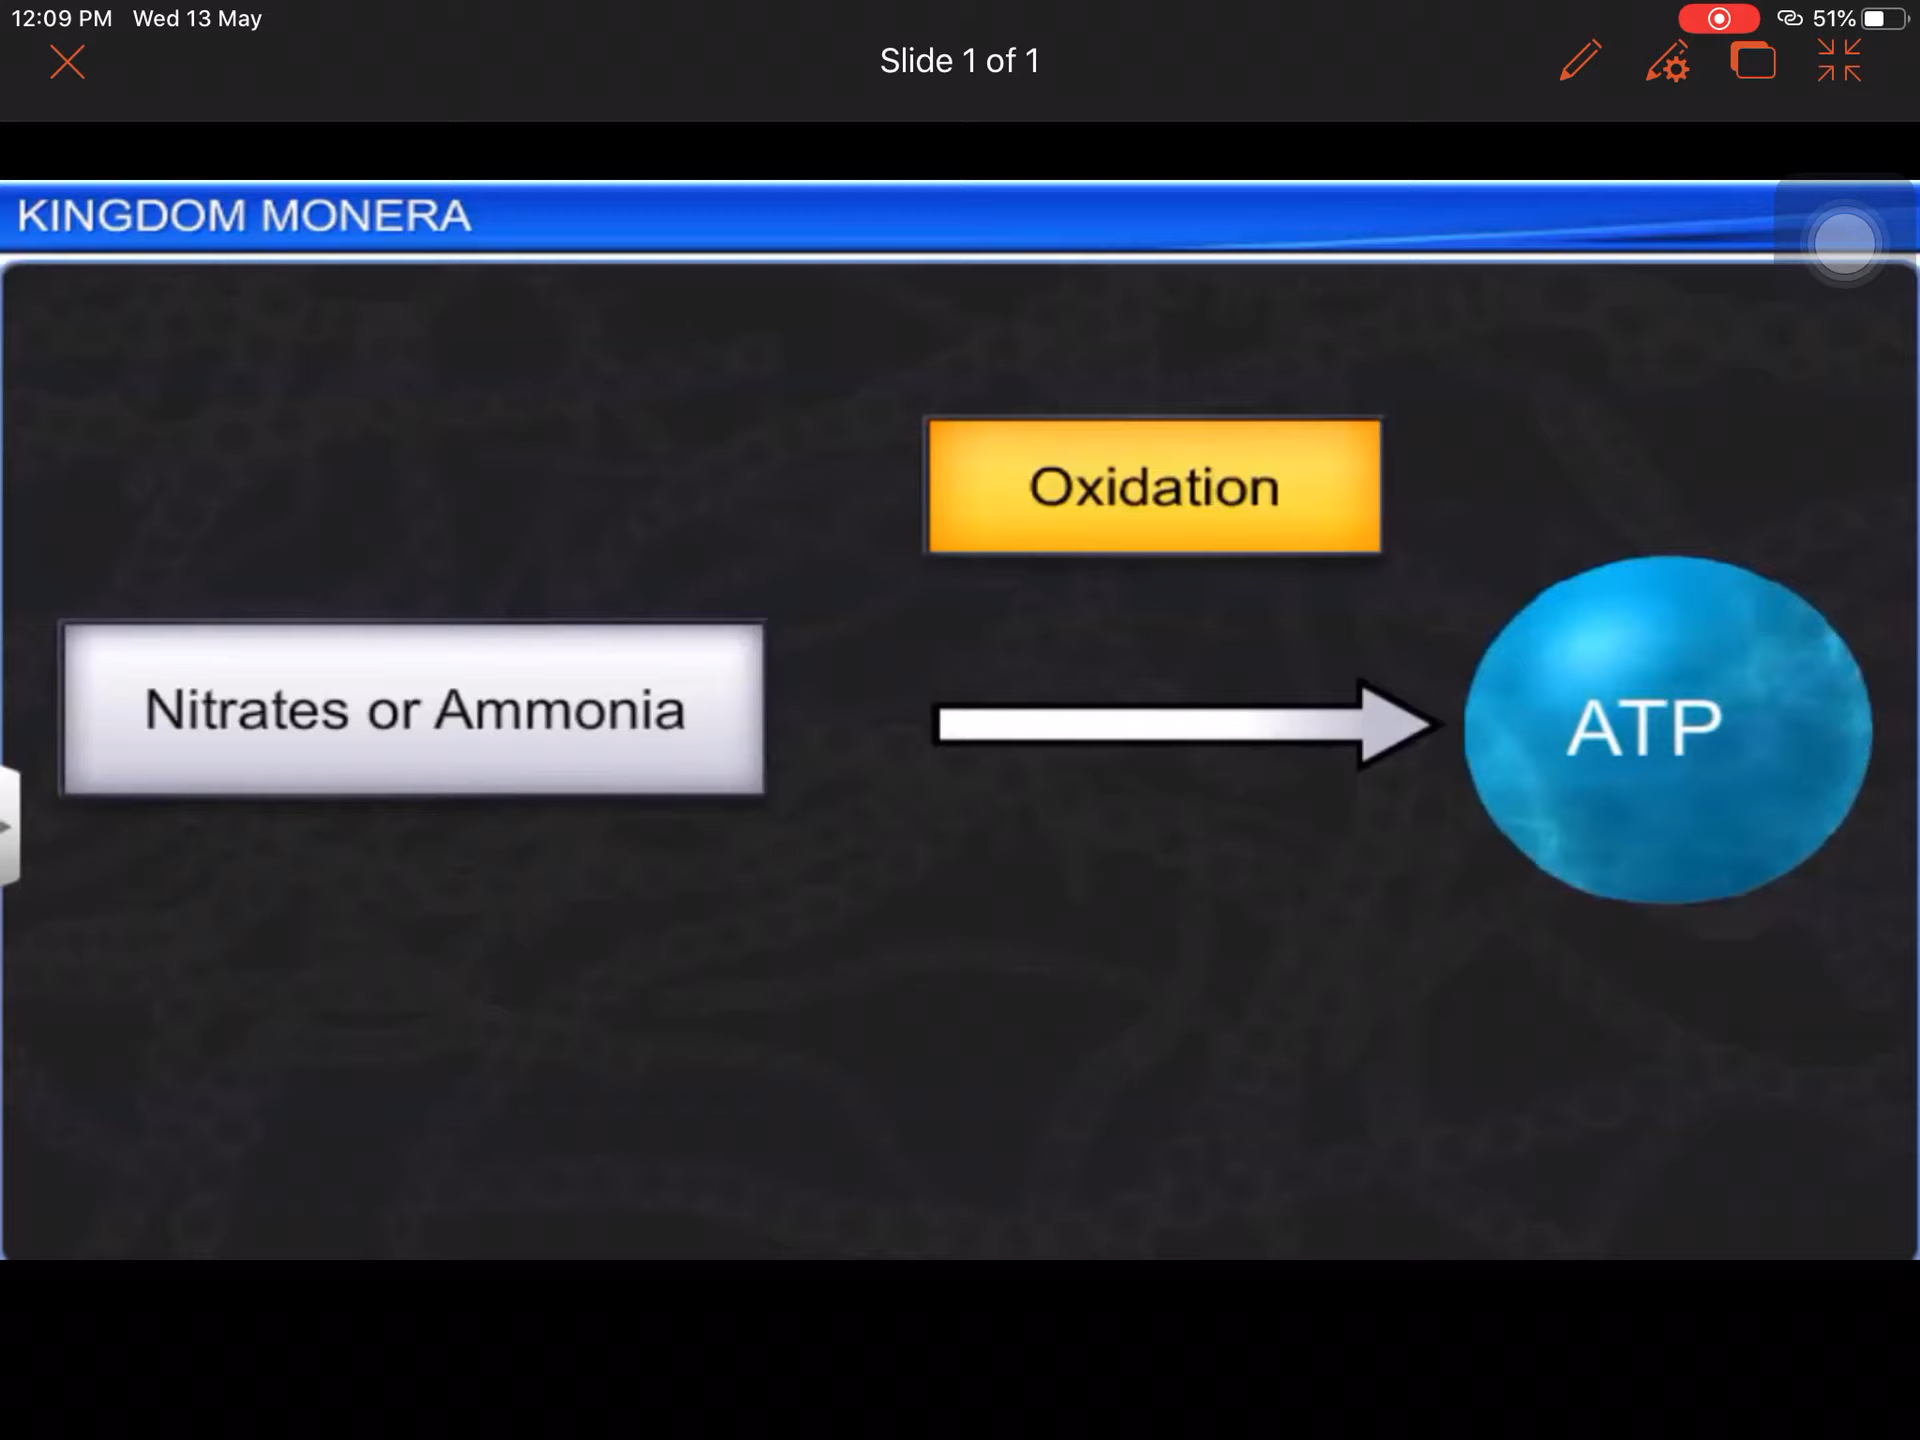 12:09 PM Wed 13 May
51%
Slide 1 of 1
KINGDOM MONERA
Oxidation
Nitrates or Ammonia
ATP